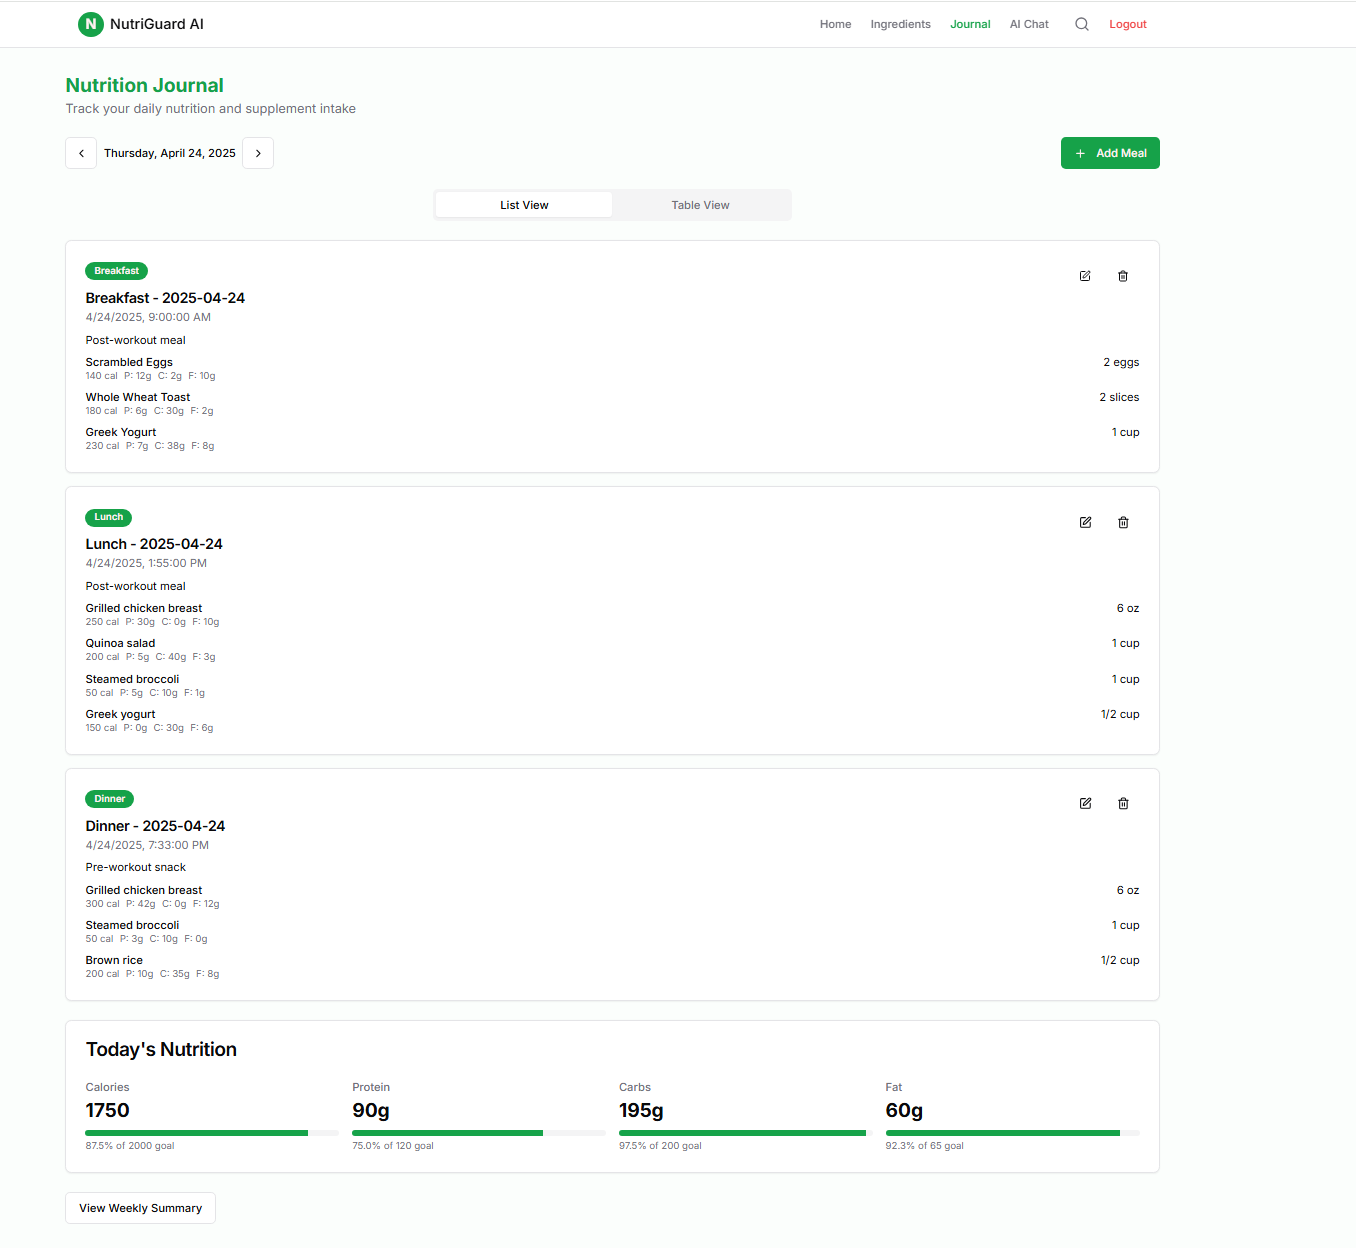 N NutriGuard AI Home Ingredients Journal AI Chat Logout
Nutrition Journal
Track your daily nutrition and supplement intake
Thursday, April 24, 2025 + Add Meal
List View Table View
Breakfast
Breakfast - 2025-04-24
4/24/2025, 9:00:00 AM
Post-workout meal
Scrambled Eggs 2 eggs
140 cal P: 12g C: 2g F: 10g
Whole Wheat Toast 2 slices
180 cal P: 6g C: 30g F: 2g
Greek Yogurt 1 cup
230 cal P: 7g C: 38g F: 8g
Lunch
Lunch - 2025-04-24
4/24/2025, 1:55:00 PM
Post-workout meal
Grilled chicken breast 6 oz
250 cal P: 30g C: 0g F: 10g
Quinoa salad 1 cup
200 cal P: 5g C: 40g F: 3g
Steamed broccoli 1 cup
50 cal P: 5g C: 10g F: 1g
Greek yogurt 1/2 cup
150 cal P: 0g C: 30g F: 6g
Dinner
Dinner - 2025-04-24
4/24/2025, 7:33:00 PM
Pre-workout snack
Grilled chicken breast 6 oz
300 cal P: 42g C: 0g F: 12g
Steamed broccoli 1 cup
50 cal P: 3g C: 10g F: 0g
Brown rice 1/2 cup
200 cal P: 10g C: 35g F: 8g
Today's Nutrition
Calories Protein Carbs Fat
1750 90g 195g 60g
87.5% of 2000 goal 75.0% of 120 goal 97.5% of 200 goal 92.3% of 65 goal
View Weekly Summary